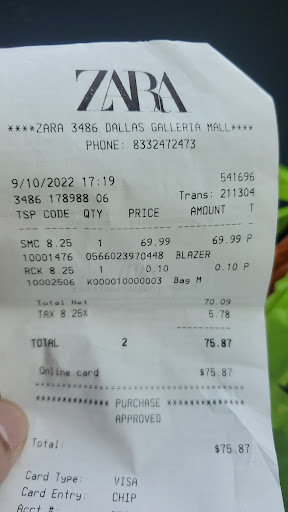 ZARA
****ZARA 3486 DALLAS GALLERIA MALL****
PHONE: 8332472473
541696
9/10/2022 17:19
3486 178988 06 Trans: 211304
TSP CODE QTY PRICE AMOUNT T
SMC 8.25 1 69.99 69.99 P
10001476 0566023970448 BLAZER
RCK 8.25 1 0.10 0.10 P
10002506 K000010000003 Bag M
Total Net 70.09
TAX 8.25% 5.78
TOTAL 2 75.87
Online card $75.87
************* PURCHASE *************
APPROVED
Total: $75.87
Card Type: VISA
Card Entry: CHIP
Acct #: